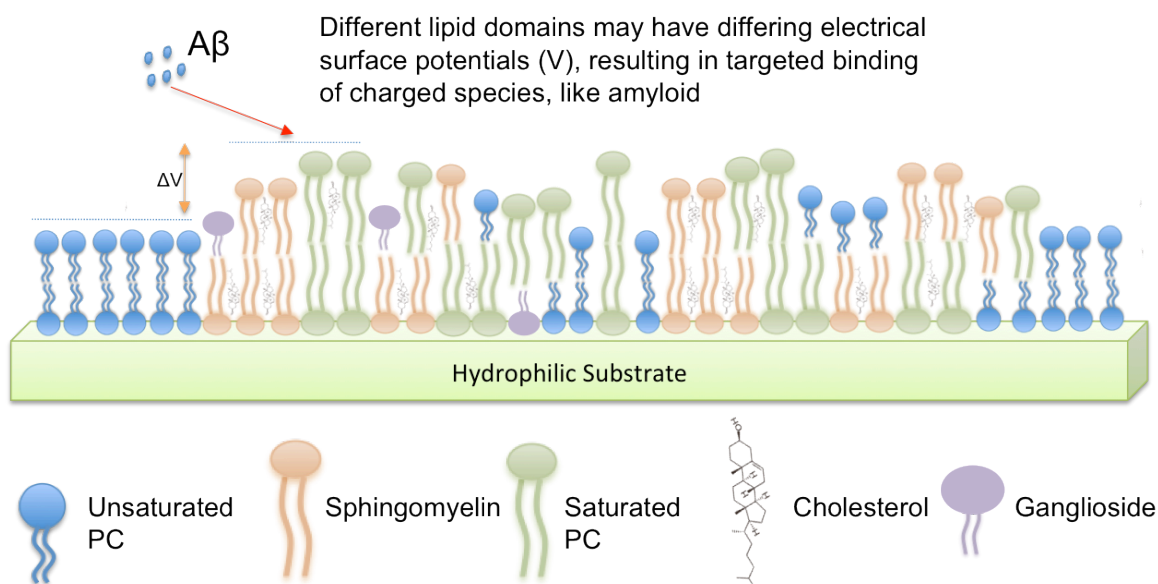 Aβ
Different lipid domains may have differing electrical
surface potentials (V), resulting in targeted binding
of charged species, like amyloid
ΔV
Hydrophilic Substrate
Unsaturated
PC
Sphingomyelin
Saturated
PC
HO
H
H
H
H
Cholesterol
Ganglioside